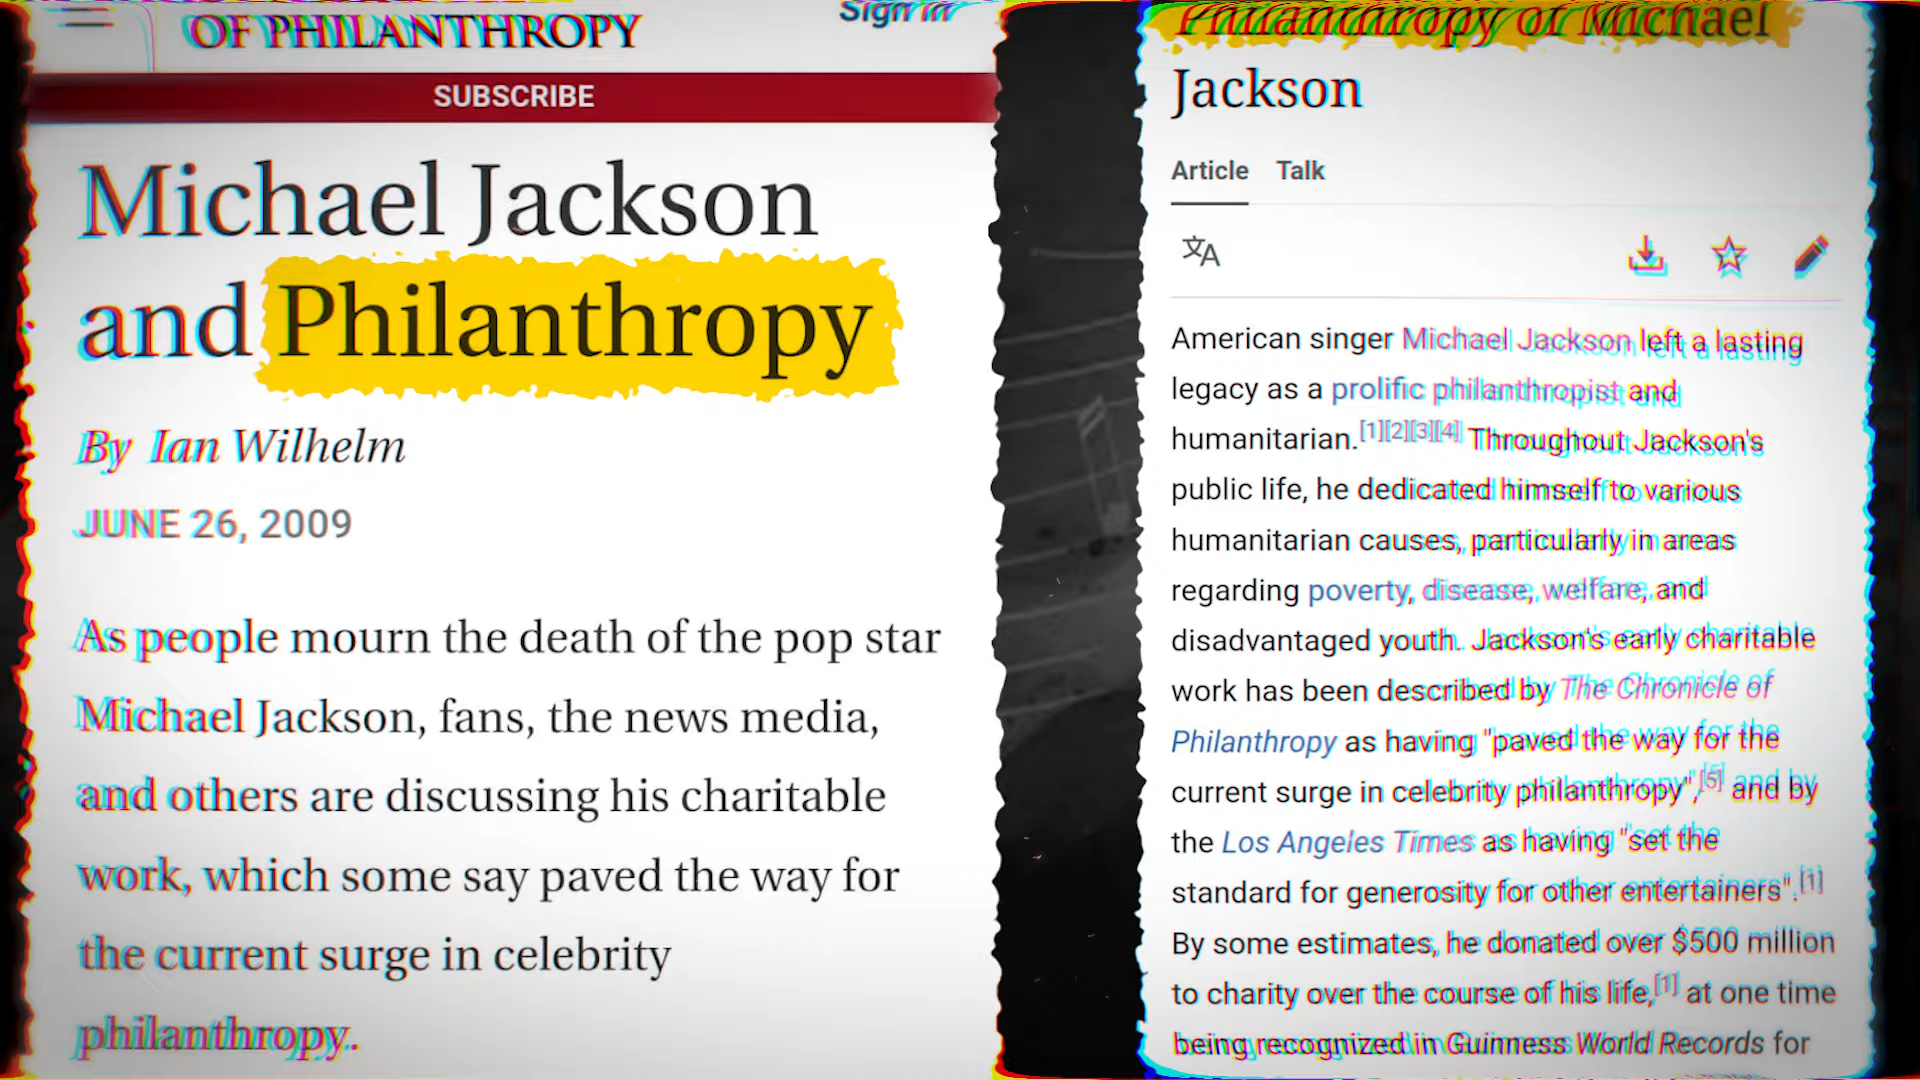 OF PHILANTHROPY
Sign in
SUBSCRIBE
Michael Jackson
and Philanthropy
By Ian Wilhelm
JUNE 26, 2009
As people mourn the death of the pop star
Michael Jackson, fans, the news media,
and others are discussing his charitable
work, which some say paved the way for
the current surge in celebrity
philanthropy.
Philanthropy of Michael
Jackson
Article Talk
文A
American singer Michael Jackson left a lasting
legacy as a prolific philanthropist and
humanitarian.[1][2][3][4] Throughout Jackson's
public life, he dedicated himself to various
humanitarian causes, particularly in areas
regarding poverty, disease, welfare, and
disadvantaged youth. Jackson's early charitable
work has been described by The Chronicle of
Philanthropy as having "paved the way for the
current surge in celebrity philanthropy",[5] and by
the Los Angeles Times as having "set the
standard for generosity for other entertainers".[1]
By some estimates, he donated over $500 million
to charity over the course of his life,[1] at one time
being recognized in Guinness World Records for